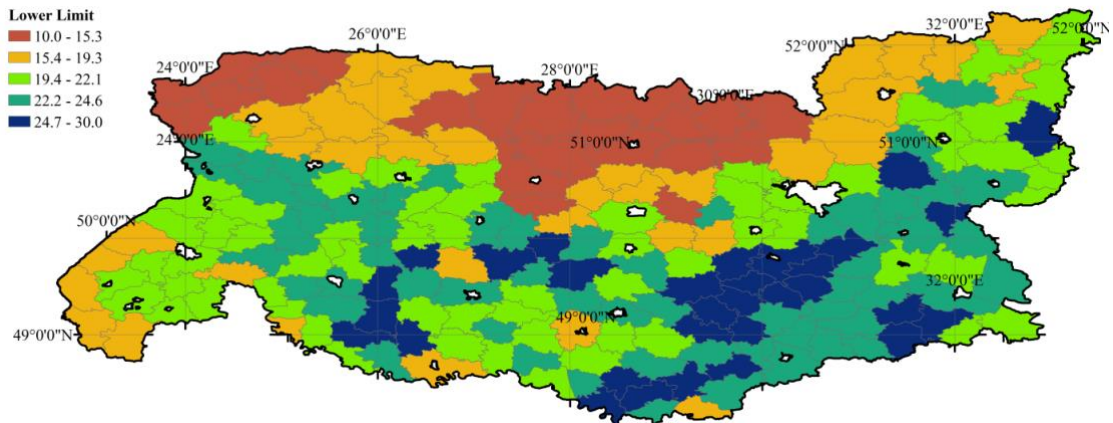 Lower Limit
10.0 - 15.3
15.4 - 19.3
19.4 - 22.1
22.2 - 24.6
24.7 - 30.0
26°0'0"E
32°0'0"E
52°0'0"N
52°0'0"N
24°0'0"E
28°0'0"E
30°0'0"E
24°0'0"E
51°0'0"N
51°0'0"N
50°0'0"N
32°0'0"E
49°0'0"N
49°0'0"N